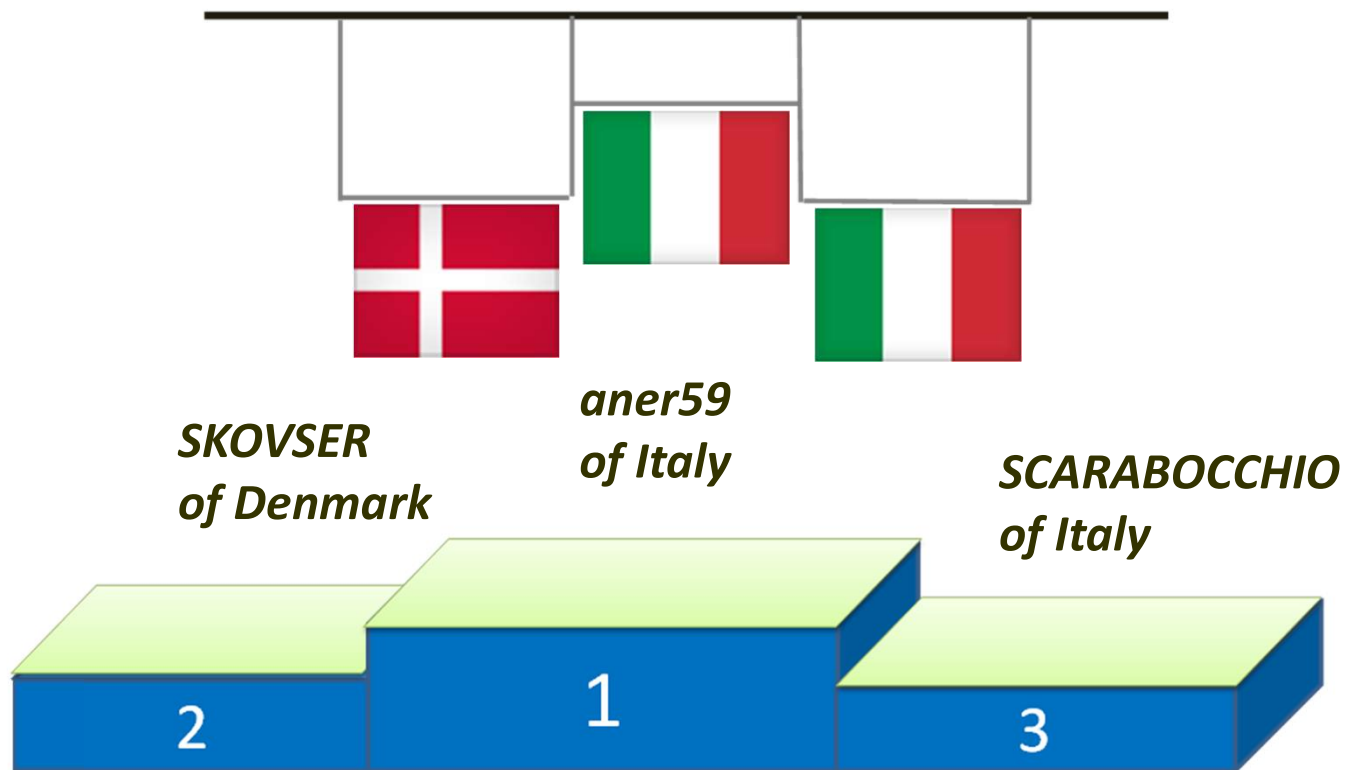 aner59
of Italy
SKOVSER
of Denmark
SCARABOCCHIO
of Italy
2
1
3